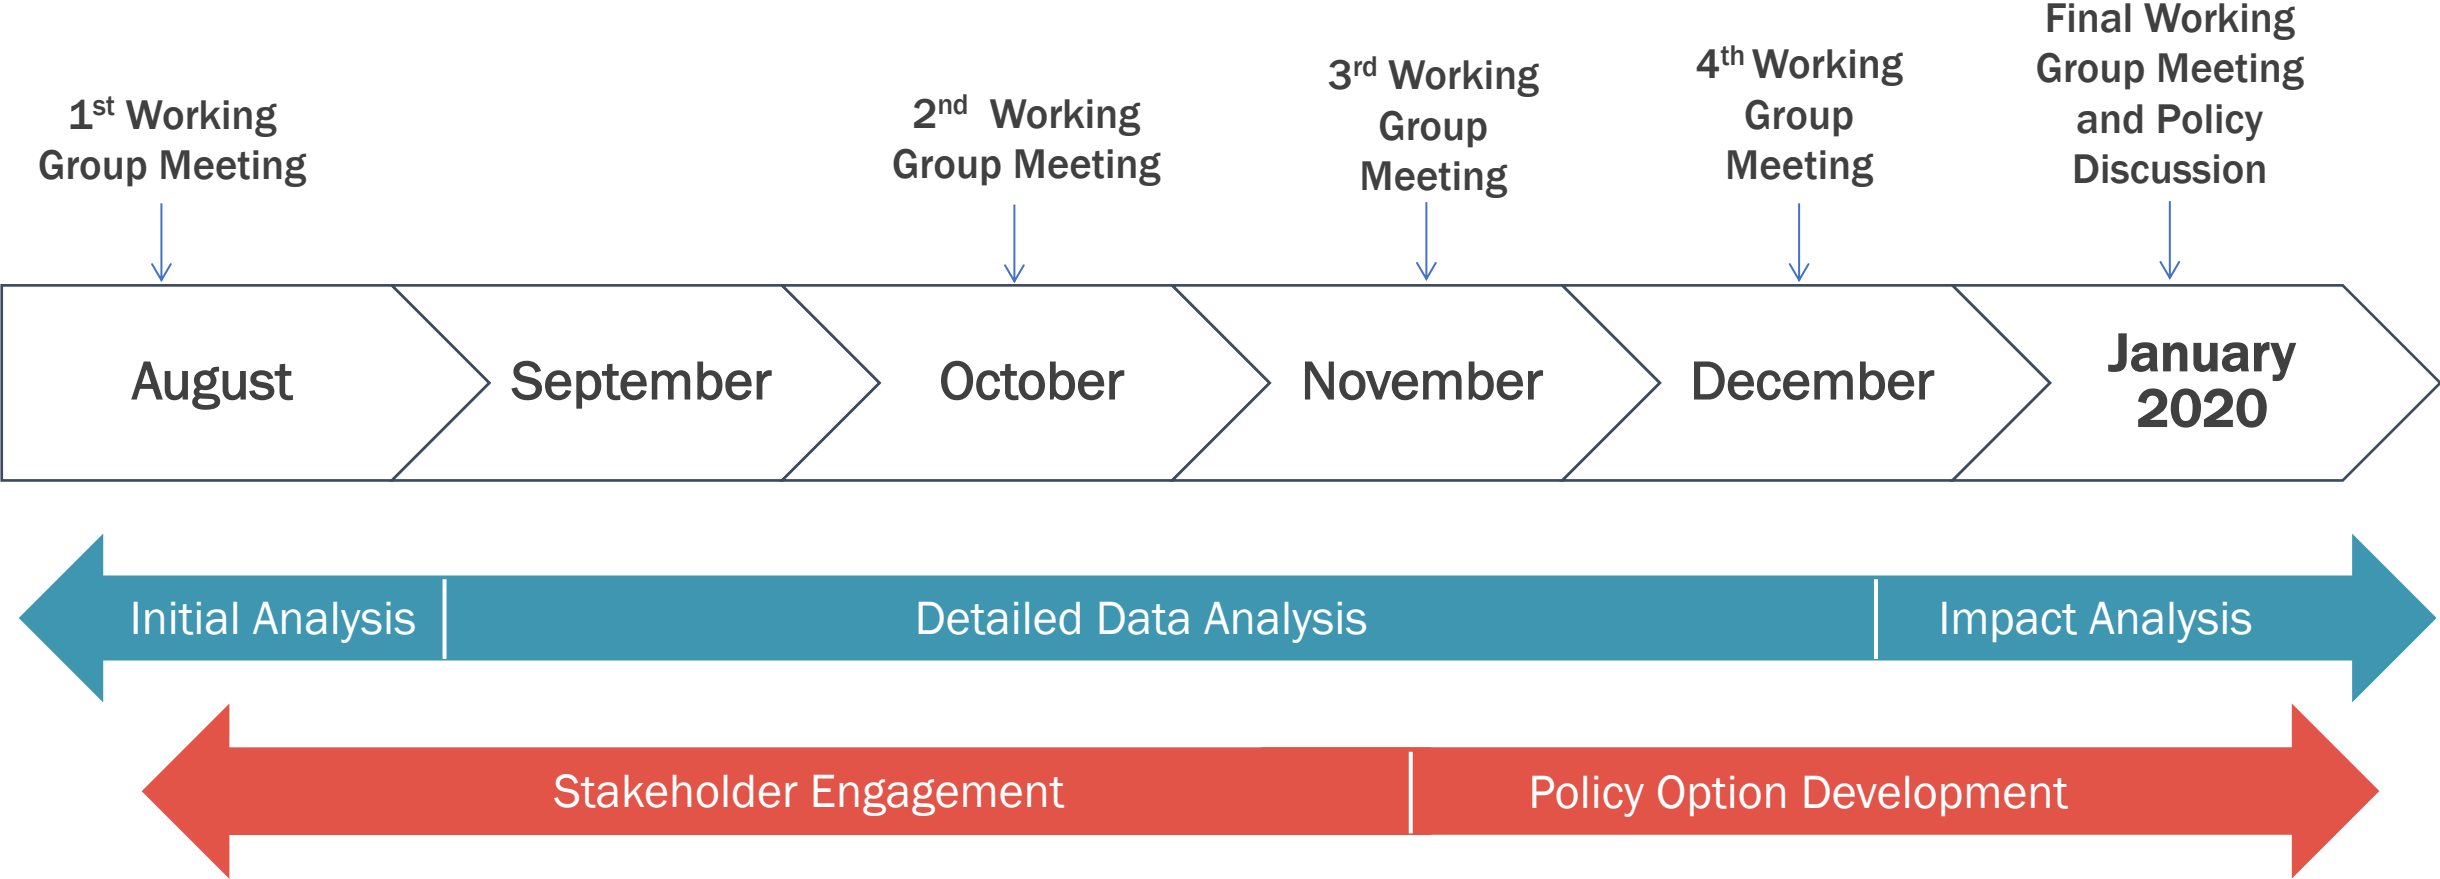 1st Working
Group Meeting
2nd Working
Group Meeting
3rd Working
Group
Meeting
4th Working
Group
Meeting
Final Working
Group Meeting
and Policy
Discussion
August
September
October
November
December
January
2020
Initial Analysis
Detailed Data Analysis
Impact Analysis
Stakeholder Engagement
Policy Option Development